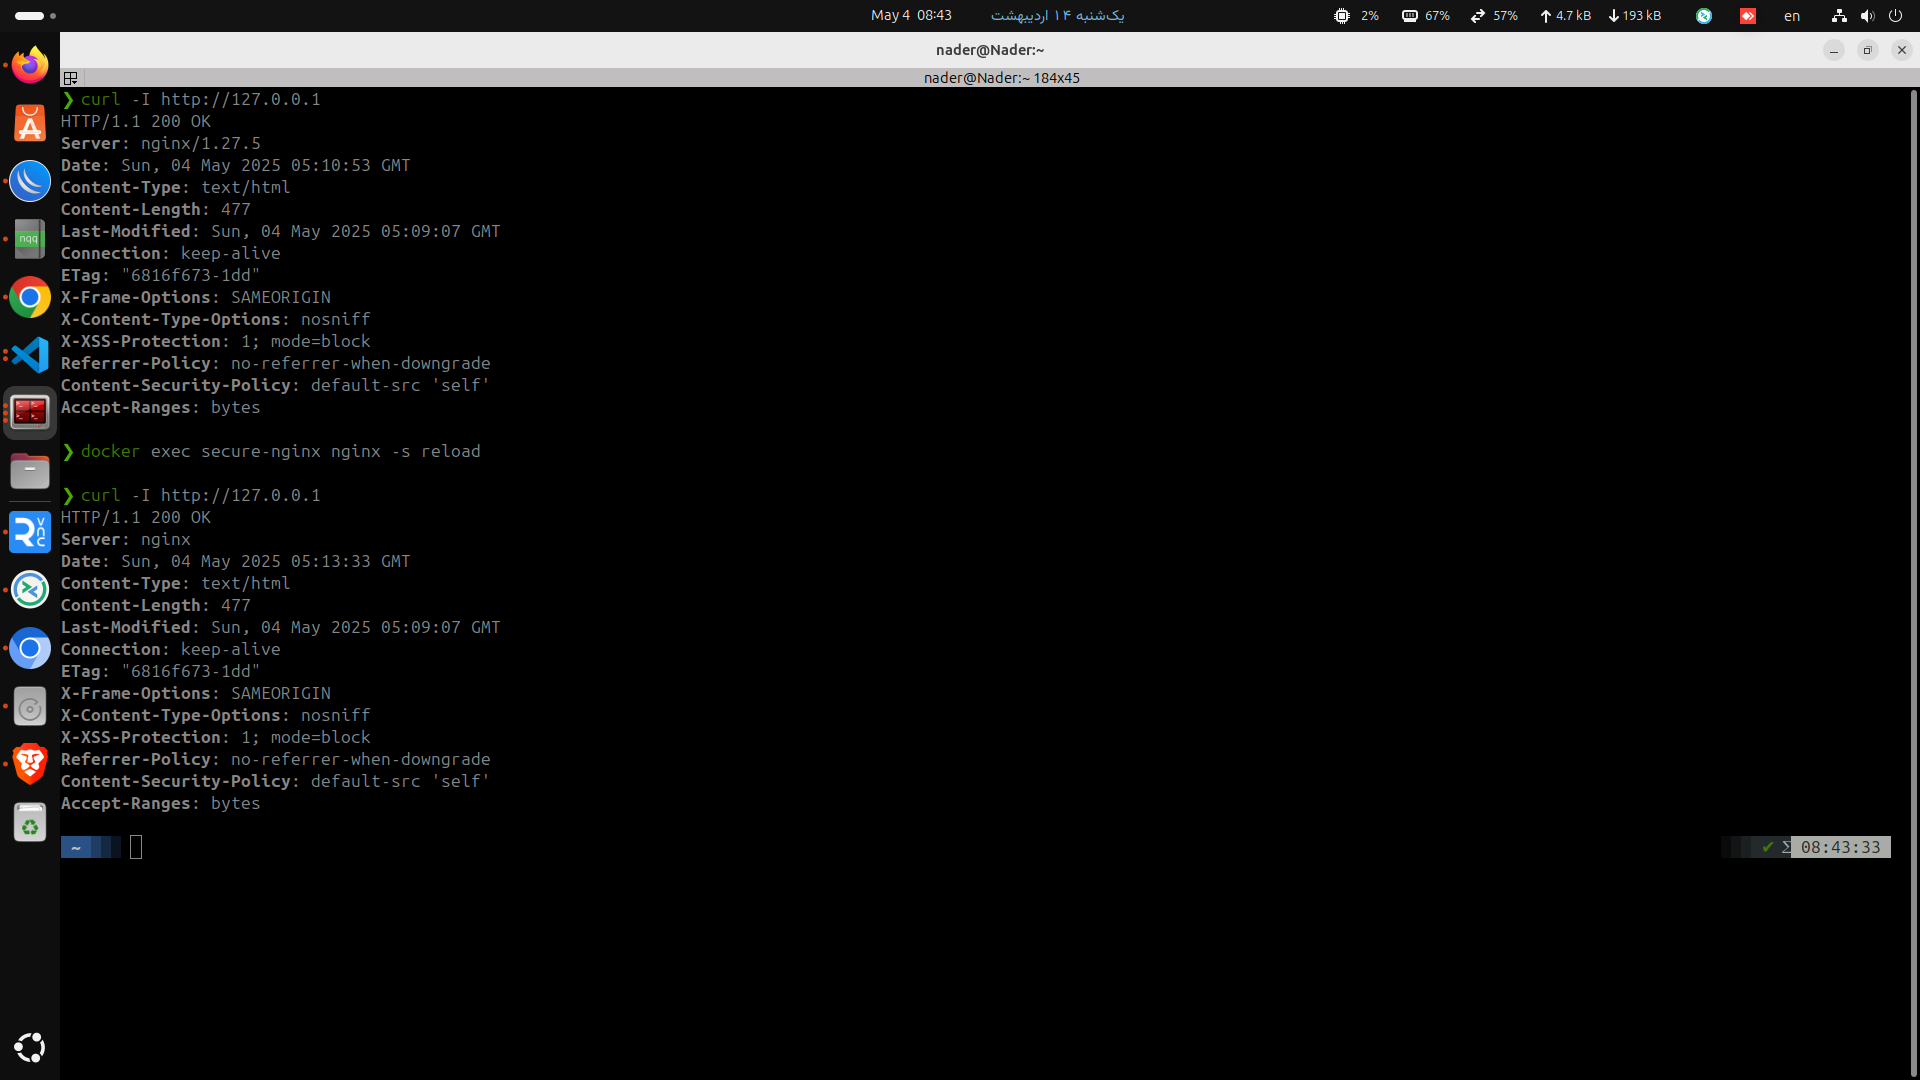 May 4 08:43 یک‌شنبه ۱۴ اردیبهشت 2% 67% 57% 4.7 kB 193 kB en
nader@Nader:~
nader@Nader:~ 184x45
❯ curl -I http://127.0.0.1
HTTP/1.1 200 OK
Server: nginx/1.27.5
Date: Sun, 04 May 2025 05:10:53 GMT
Content-Type: text/html
Content-Length: 477
Last-Modified: Sun, 04 May 2025 05:09:07 GMT
Connection: keep-alive
ETag: "6816f673-1dd"
X-Frame-Options: SAMEORIGIN
X-Content-Type-Options: nosniff
X-XSS-Protection: 1; mode=block
Referrer-Policy: no-referrer-when-downgrade
Content-Security-Policy: default-src 'self'
Accept-Ranges: bytes
❯ docker exec secure-nginx nginx -s reload
❯ curl -I http://127.0.0.1
HTTP/1.1 200 OK
Server: nginx
Date: Sun, 04 May 2025 05:13:33 GMT
Content-Type: text/html
Content-Length: 477
Last-Modified: Sun, 04 May 2025 05:09:07 GMT
Connection: keep-alive
ETag: "6816f673-1dd"
X-Frame-Options: SAMEORIGIN
X-Content-Type-Options: nosniff
X-XSS-Protection: 1; mode=block
Referrer-Policy: no-referrer-when-downgrade
Content-Security-Policy: default-src 'self'
Accept-Ranges: bytes
~ ✔ 08:43:33
nqq
VNC